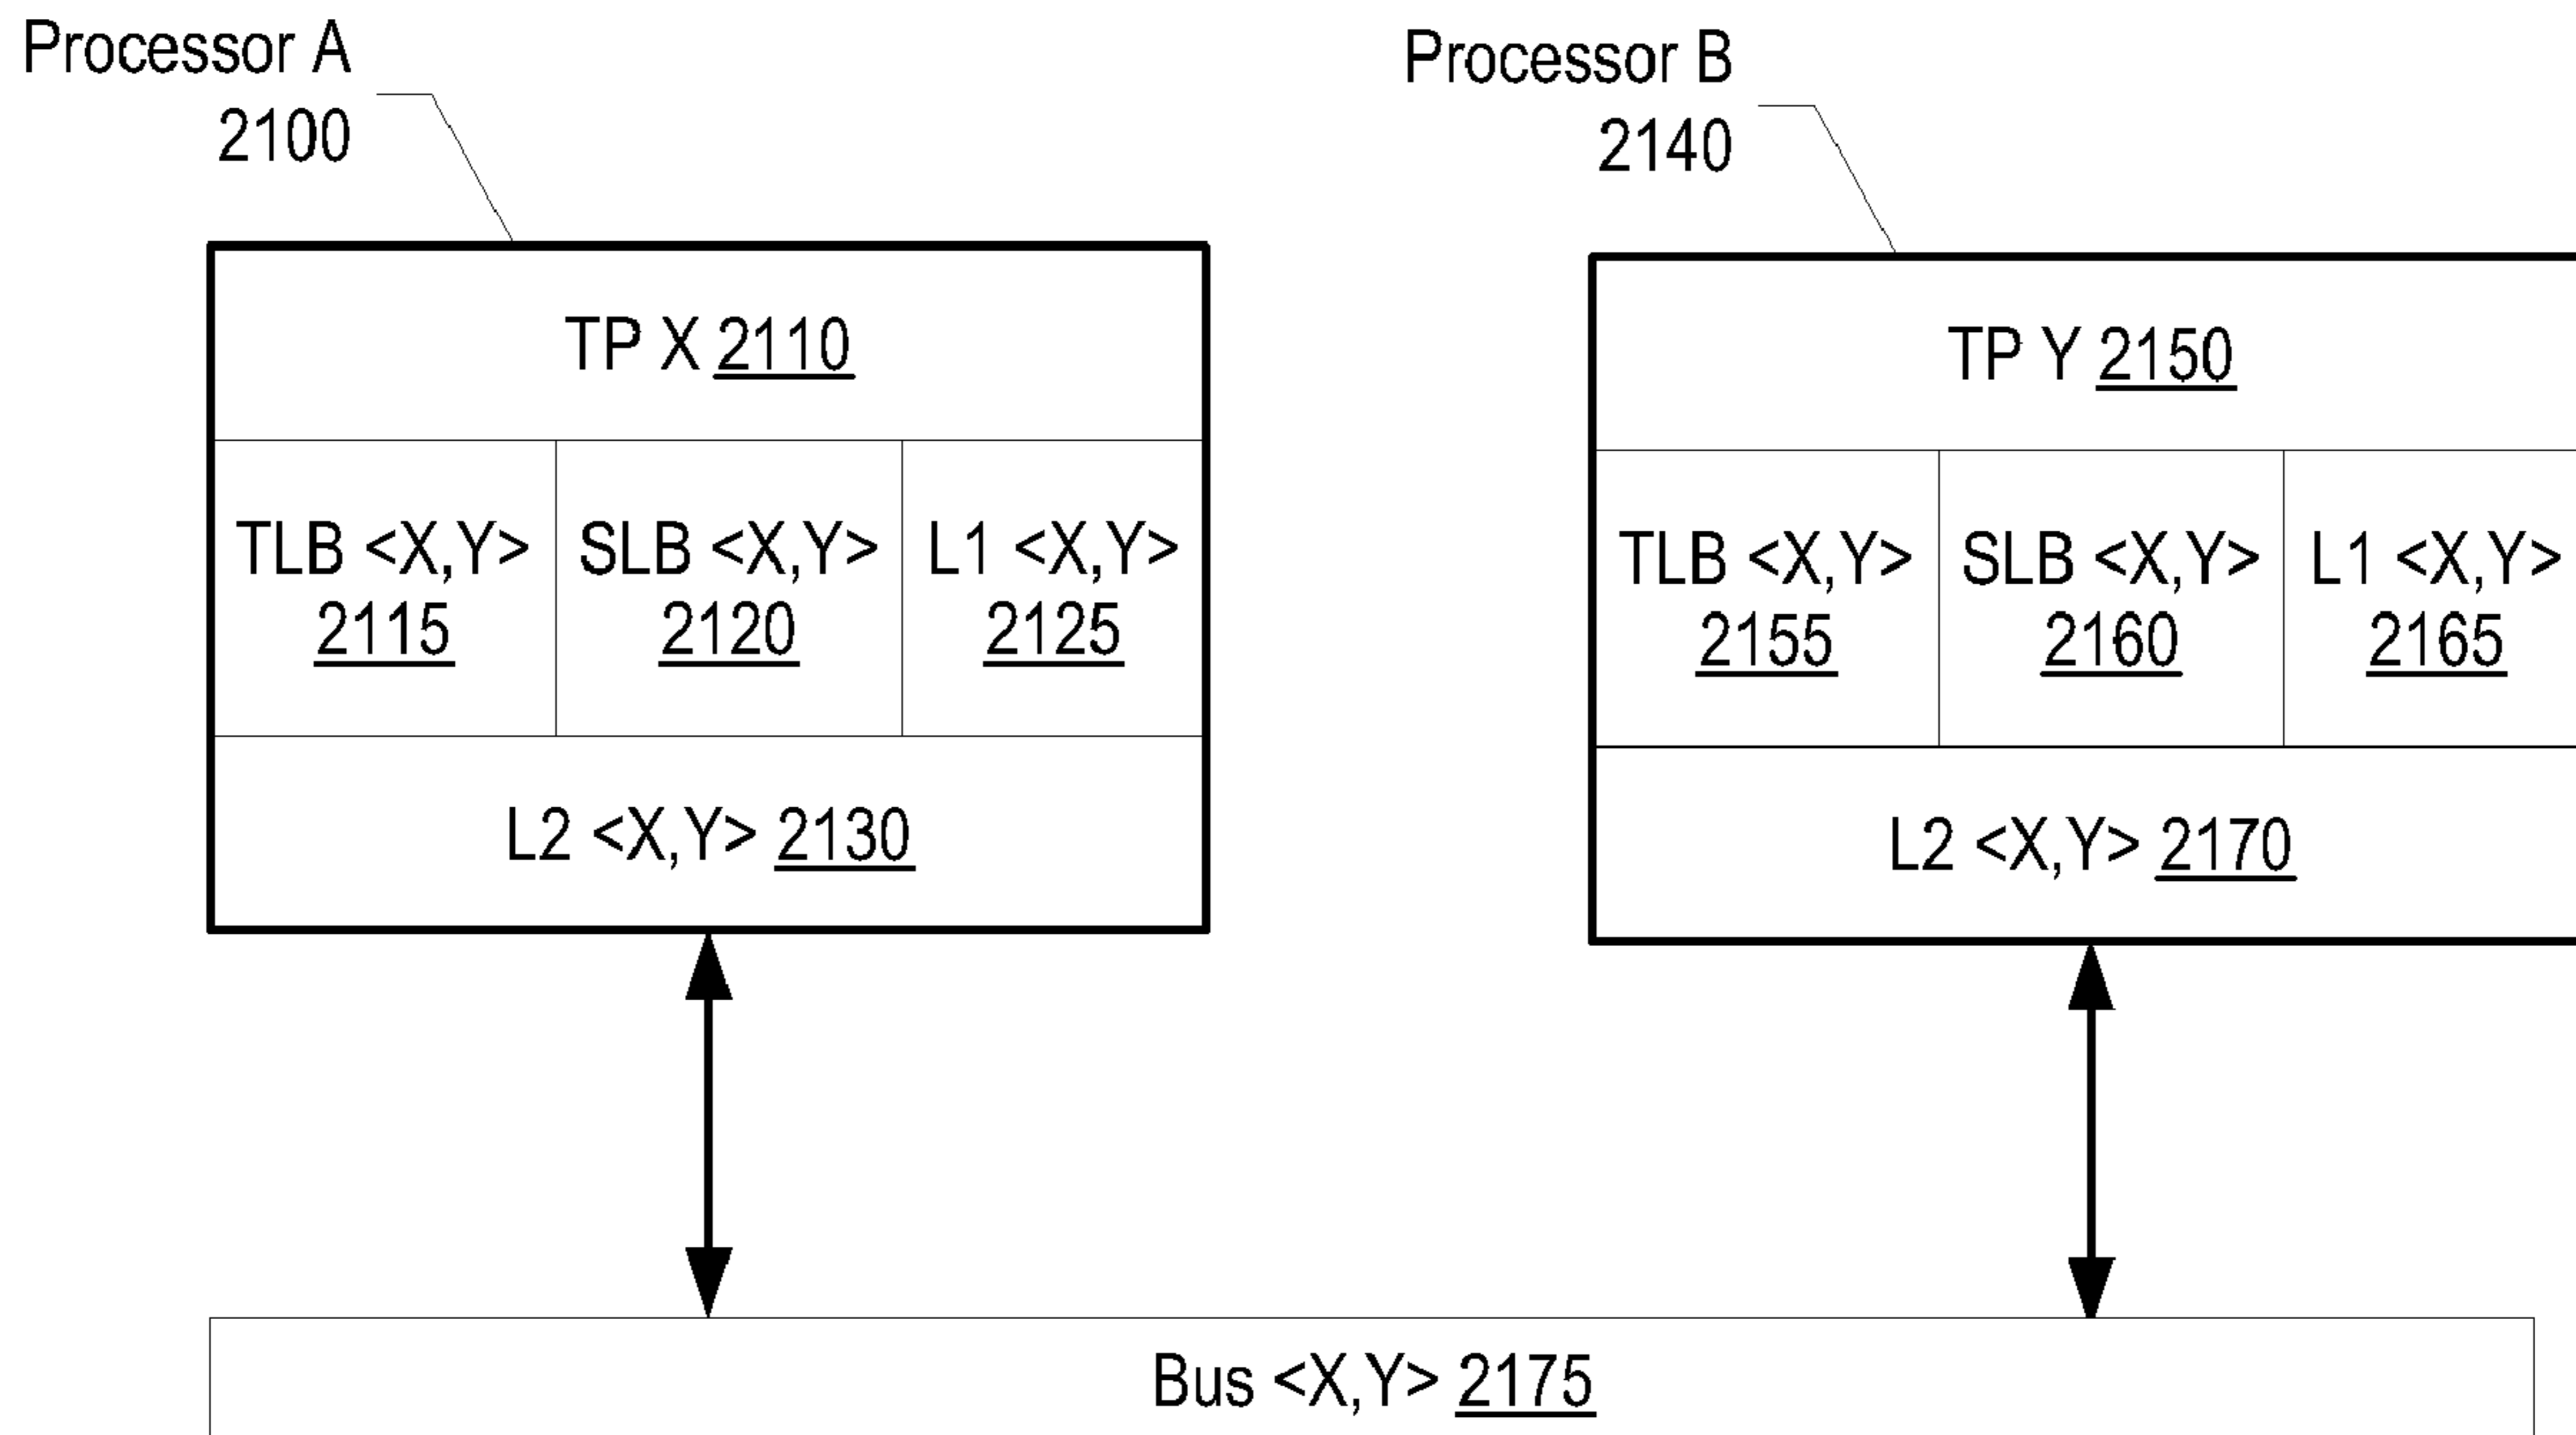 Processor A
2100
TP X 2110
TLB <X,Y>
2115
SLB <X,Y>
2120
L1 <X,Y>
2125
L2 <X,Y> 2130
Processor B
2140
TP Y 2150
TLB <X,Y>
2155
SLB <X,Y>
2160
L1 <X,Y>
2165
L2 <X,Y> 2170
Bus <X,Y> 2175